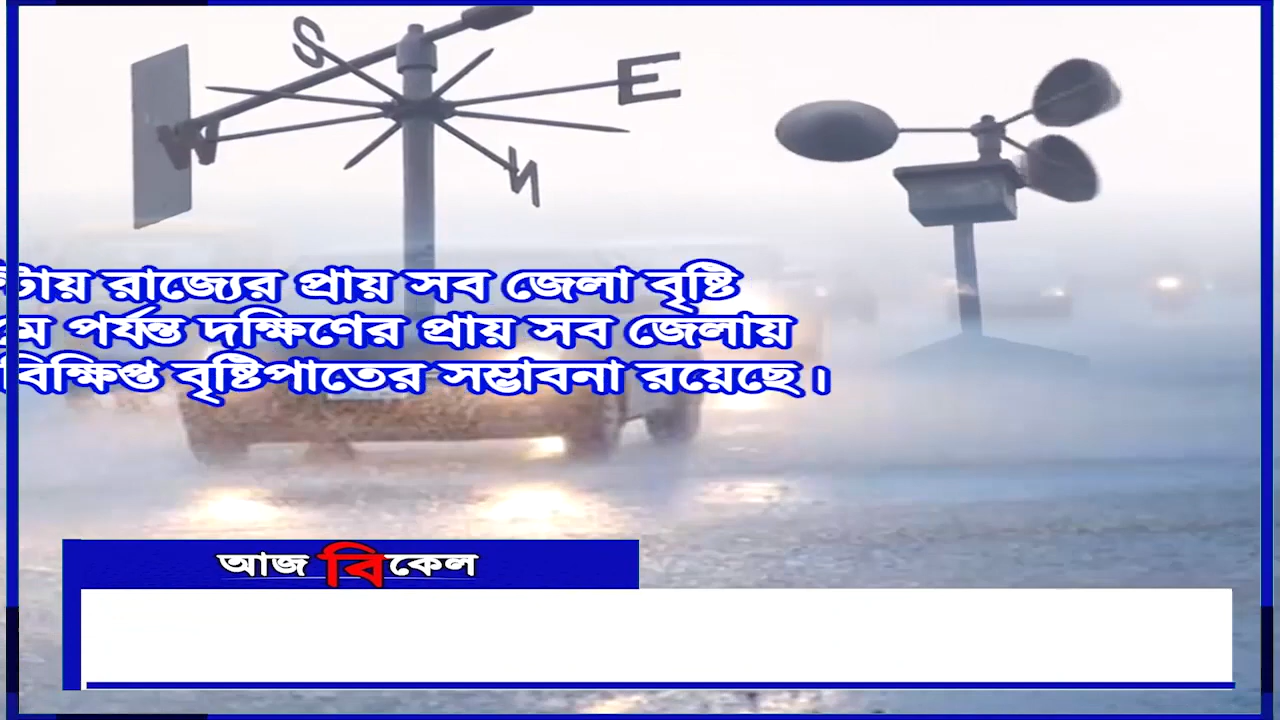 S
E
W
N
রাজ্যের প্রায় সব জেলা বৃষ্টি
পর্যন্ত দক্ষিণের প্রায় সব জেলায়
বিক্ষিপ্ত বৃষ্টিপাতের সম্ভাবনা রয়েছে।
আজ বিকেল